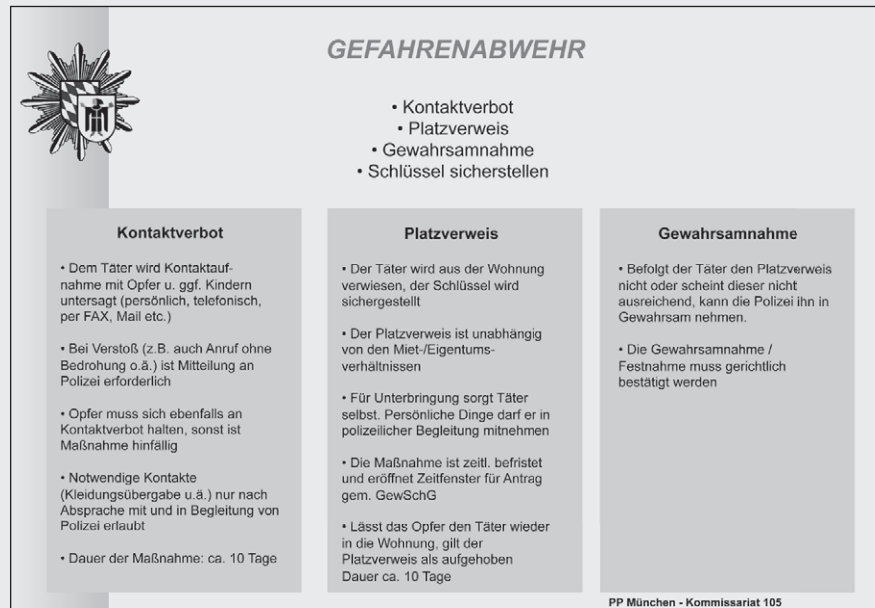 GEFAHRENABWEHR
• Kontaktverbot
• Platzverweis
• Gewahrsamnahme
• Schlüssel sicherstellen
Kontaktverbot
• Dem Täter wird Kontaktauf-
nahme mit Opfer u. ggf. Kindern
untersagt (persönlich, telefonisch,
per FAX, Mail etc.)
• Bei Verstoß (z.B. auch Anruf ohne
Bedrohung o.ä.) ist Mitteilung an
Polizei erforderlich
• Opfer muss sich ebenfalls an
Kontaktverbot halten, sonst ist
Maßnahme hinfällig
• Notwendige Kontakte
(Kleidungsübergabe u.ä.) nur nach
Absprache mit und in Begleitung von
Polizei erlaubt
• Dauer der Maßnahme: ca. 10 Tage
Platzverweis
• Der Täter wird aus der Wohnung
verwiesen, der Schlüssel wird
sichergestellt
• Der Platzverweis ist unabhängig
von den Miet-/Eigentums-
verhältnissen
• Für Unterbringung sorgt Täter
selbst. Persönliche Dinge darf er in
polizeilicher Begleitung mitnehmen
• Die Maßnahme ist zeitl. befristet
und eröffnet Zeitfenster für Antrag
gem. GewSchG
• Lässt das Opfer den Täter wieder
in die Wohnung, gilt der
Platzverweis als aufgehoben
Dauer ca. 10 Tage
Gewahrsamnahme
• Befolgt der Täter den Platzverweis
nicht oder scheint dieser nicht
ausreichend, kann die Polizei ihn in
Gewahrsam nehmen.
• Die Gewahrsamnahme /
Festnahme muss gerichtlich
bestätigt werden
PP München - Kommissariat 105